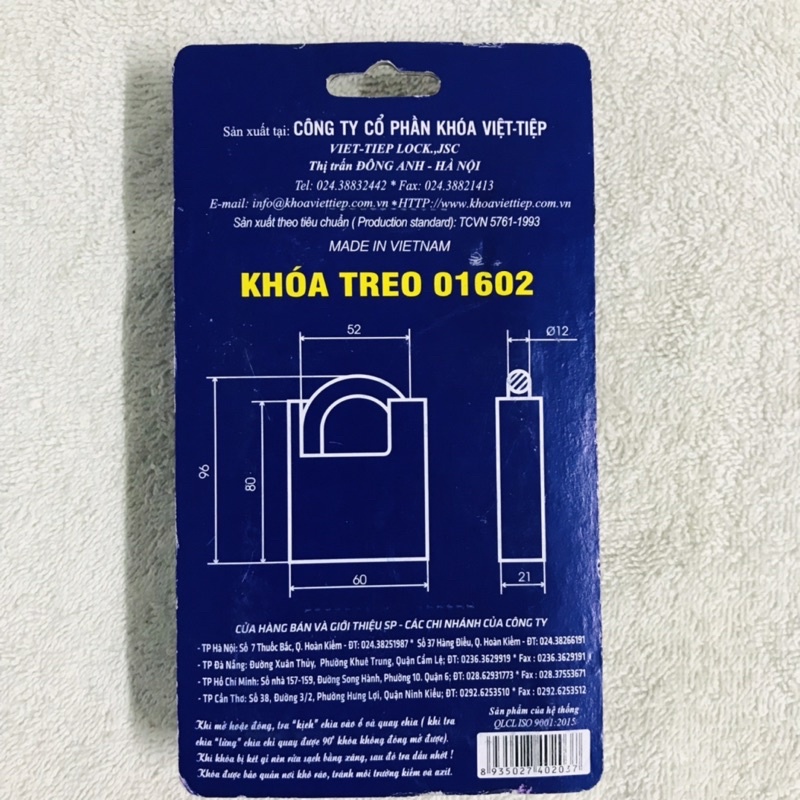 Sản xuất tại: CÔNG TY CỔ PHẦN KHÓA VIỆT-TIỆP
VIET-TIEP LOCK.,JSC
Thị trấn ĐÔNG ANH - HÀ NỘI
Tel: 024.38832442 * Fax: 024.38821413
E-mail: info@khoaviettiep.com.vn *HTTP://www.khoaviettiep.com.vn
Sản xuất theo tiêu chuẩn ( Production standard): TCVN 5761-1993
MADE IN VIETNAM
KHÓA TREO 01602
52
Ø12
96
80
60
21
CỬA HÀNG BÁN VÀ GIỚI THIỆU SP - CÁC CHI NHÁNH CỦA CÔNG TY
- TP Hà Nội: Số 7 Thuốc Bắc, Q. Hoàn Kiếm - ĐT: 024.38251987 * Số 37 Hàng Điếu, Q. Hoàn Kiếm - ĐT: 024.38266191
- TP Đà Nẵng: Đường Xuân Thủy, Phường Khuê Trung, Quận Cẩm Lệ; ĐT: 0236.3629919 * Fax : 0236.3629191
- TP Hồ Chí Minh: Số nhà 157-159, Đường Song Hành, Phường 10. Quận 6; ĐT: 028.62931773 * Fax : 028.37553671
- TP Cần Thơ: Số 38, Đường 3/2, Phường Hưng Lợi, Quận Ninh Kiều; ĐT: 0292.6253510 * Fax : 0292.6253512
Khi mở hoặc đóng, tra "kịch" chìa vào ổ và quay chìa ( khi tra
chìa "lửng" chìa chỉ quay được 90° khóa không đóng mở được).
Khi khóa bị kẹt gỉ nên rửa sạch bằng xăng, sau đó tra dầu nhớt !
Khóa được bảo quản nơi khô ráo, tránh môi trường kiềm và axit.
Sản phẩm của hệ thống
QLCL ISO 9001:2015
8 935027 402037